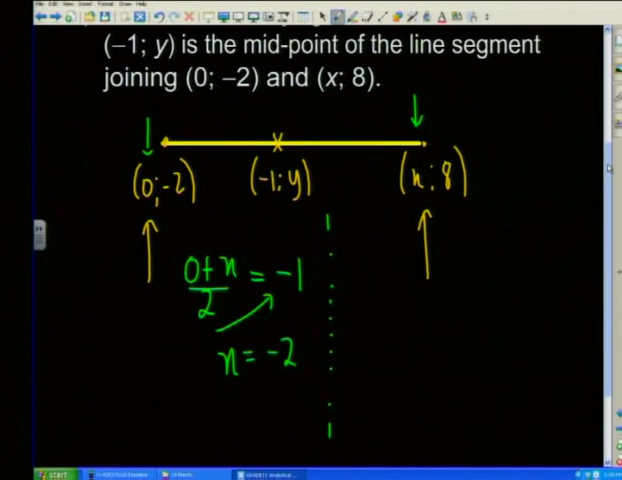 (−1; y) is the mid-point of the line segment
joining (0; −2) and (x; 8).
(0;-2) (-1;y) (x;8)
0+x
2
= -1
x = -2
start